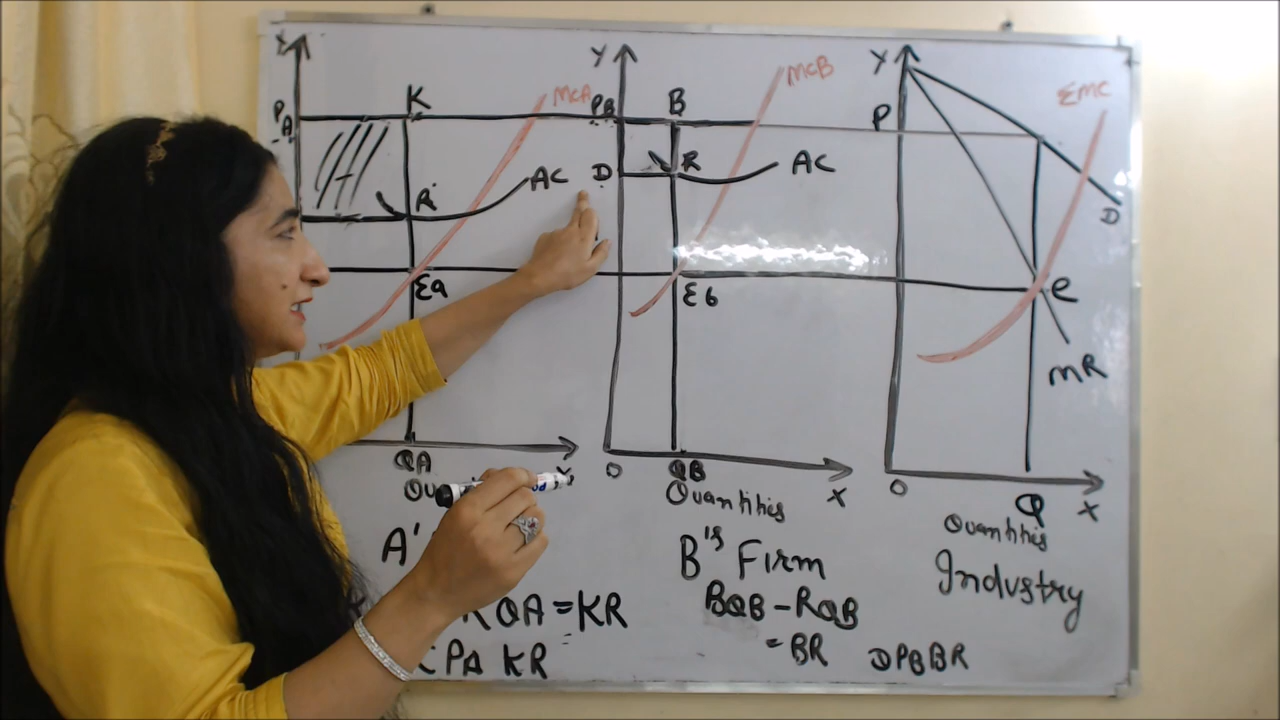 Y
PA
K
MCA
R
AC
Ea
QA
Y
PB
B
MCB
D
R
AC
Eb
O
QB
X
Quantities
B's Firm
BQB - RQB
= BR
DPBBR
Y
P
ΣMC
D
e
MR
O
Q
X
Quantities
Industry
A'
QA = KR
PA KR